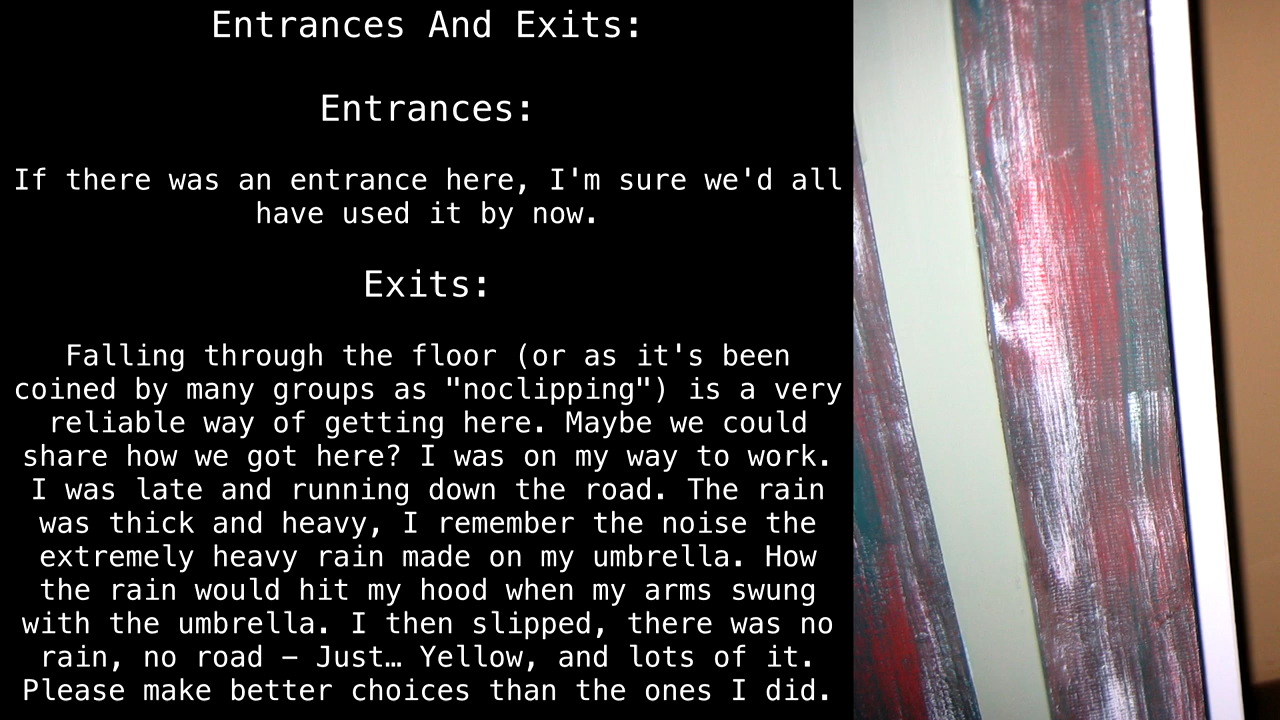 Entrances And Exits:
Entrances:
If there was an entrance here, I'm sure we'd all
have used it by now.
Exits:
Falling through the floor (or as it's been
coined by many groups as "noclipping") is a very
reliable way of getting here. Maybe we could
share how we got here? I was on my way to work.
I was late and running down the road. The rain
was thick and heavy, I remember the noise the
extremely heavy rain made on my umbrella. How
the rain would hit my hood when my arms swung
with the umbrella. I then slipped, there was no
rain, no road – Just… Yellow, and lots of it.
Please make better choices than the ones I did.